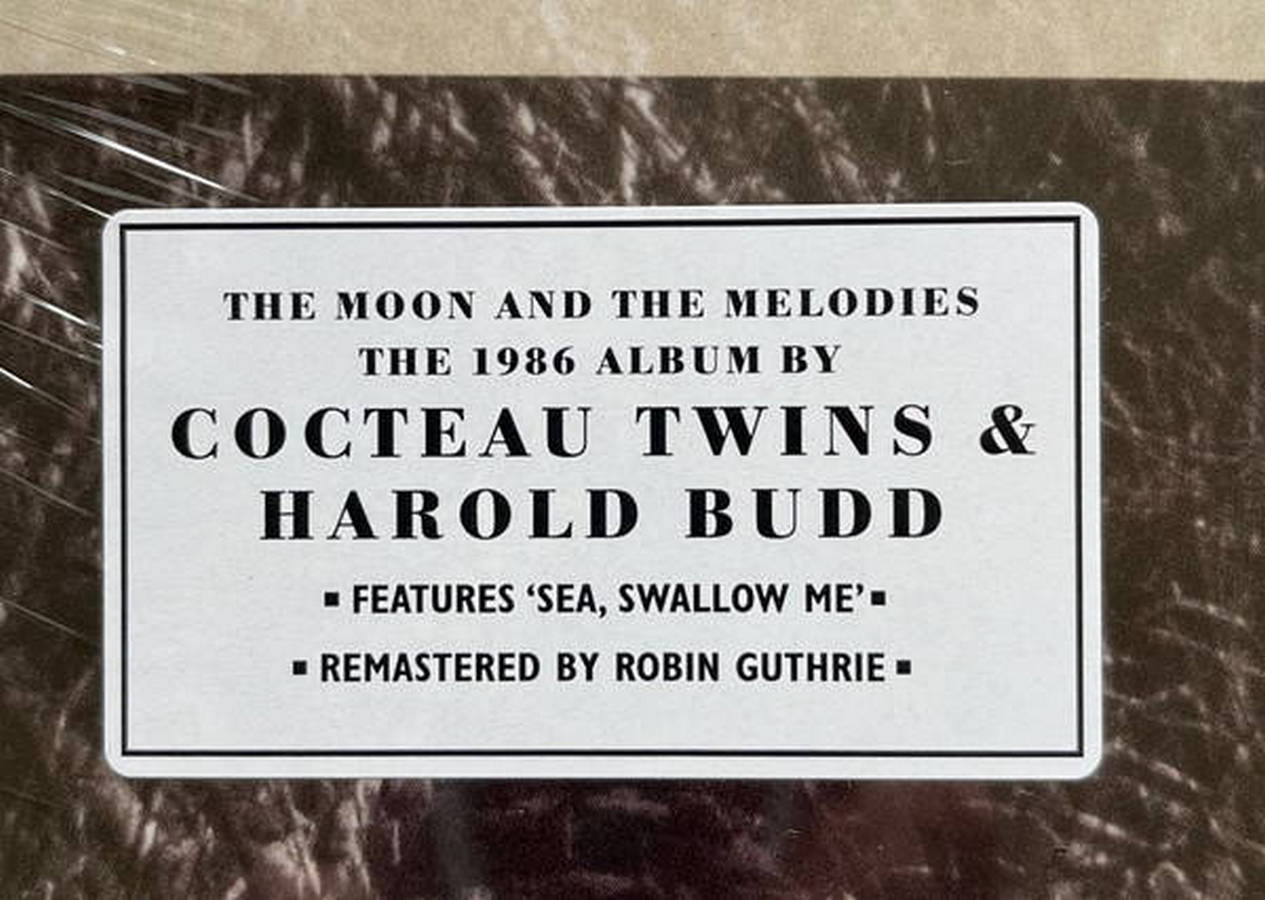 THE MOON AND THE MELODIES
THE 1986 ALBUM BY
COCTEAU TWINS &
HAROLD BUDD
▪ FEATURES ‘SEA, SWALLOW ME’ ▪
▪ REMASTERED BY ROBIN GUTHRIE ▪